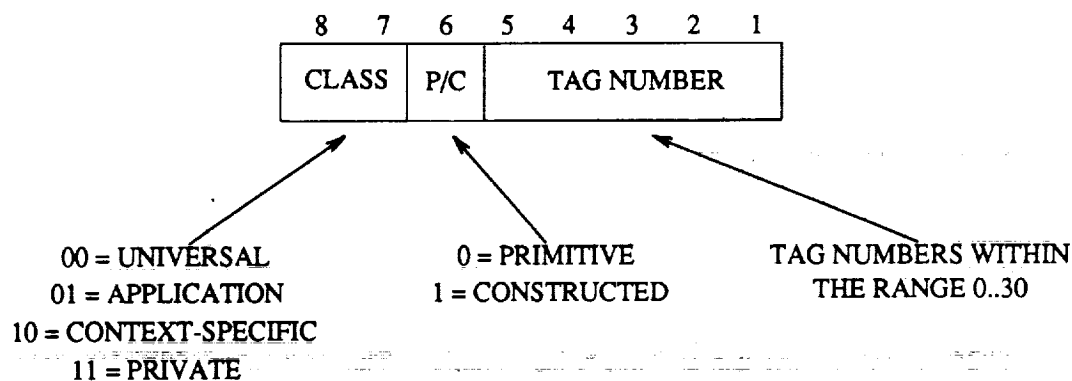 8 7 6 5 4 3 2 1
CLASS P/C TAG NUMBER
00 = UNIVERSAL
01 = APPLICATION
10 = CONTEXT-SPECIFIC
11 = PRIVATE
0 = PRIMITIVE
1 = CONSTRUCTED
TAG NUMBERS WITHIN
THE RANGE 0..30